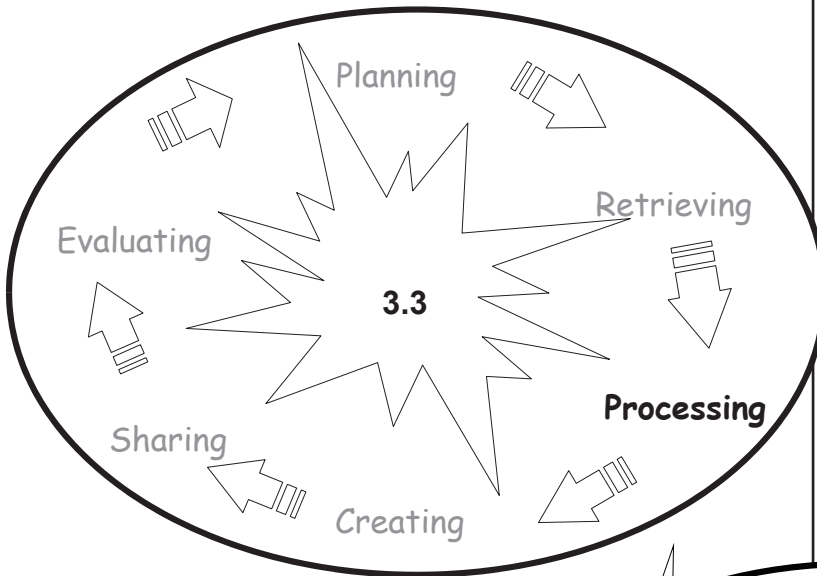 Planning
Retrieving
Evaluating
3.3
Processing
Sharing
Creating